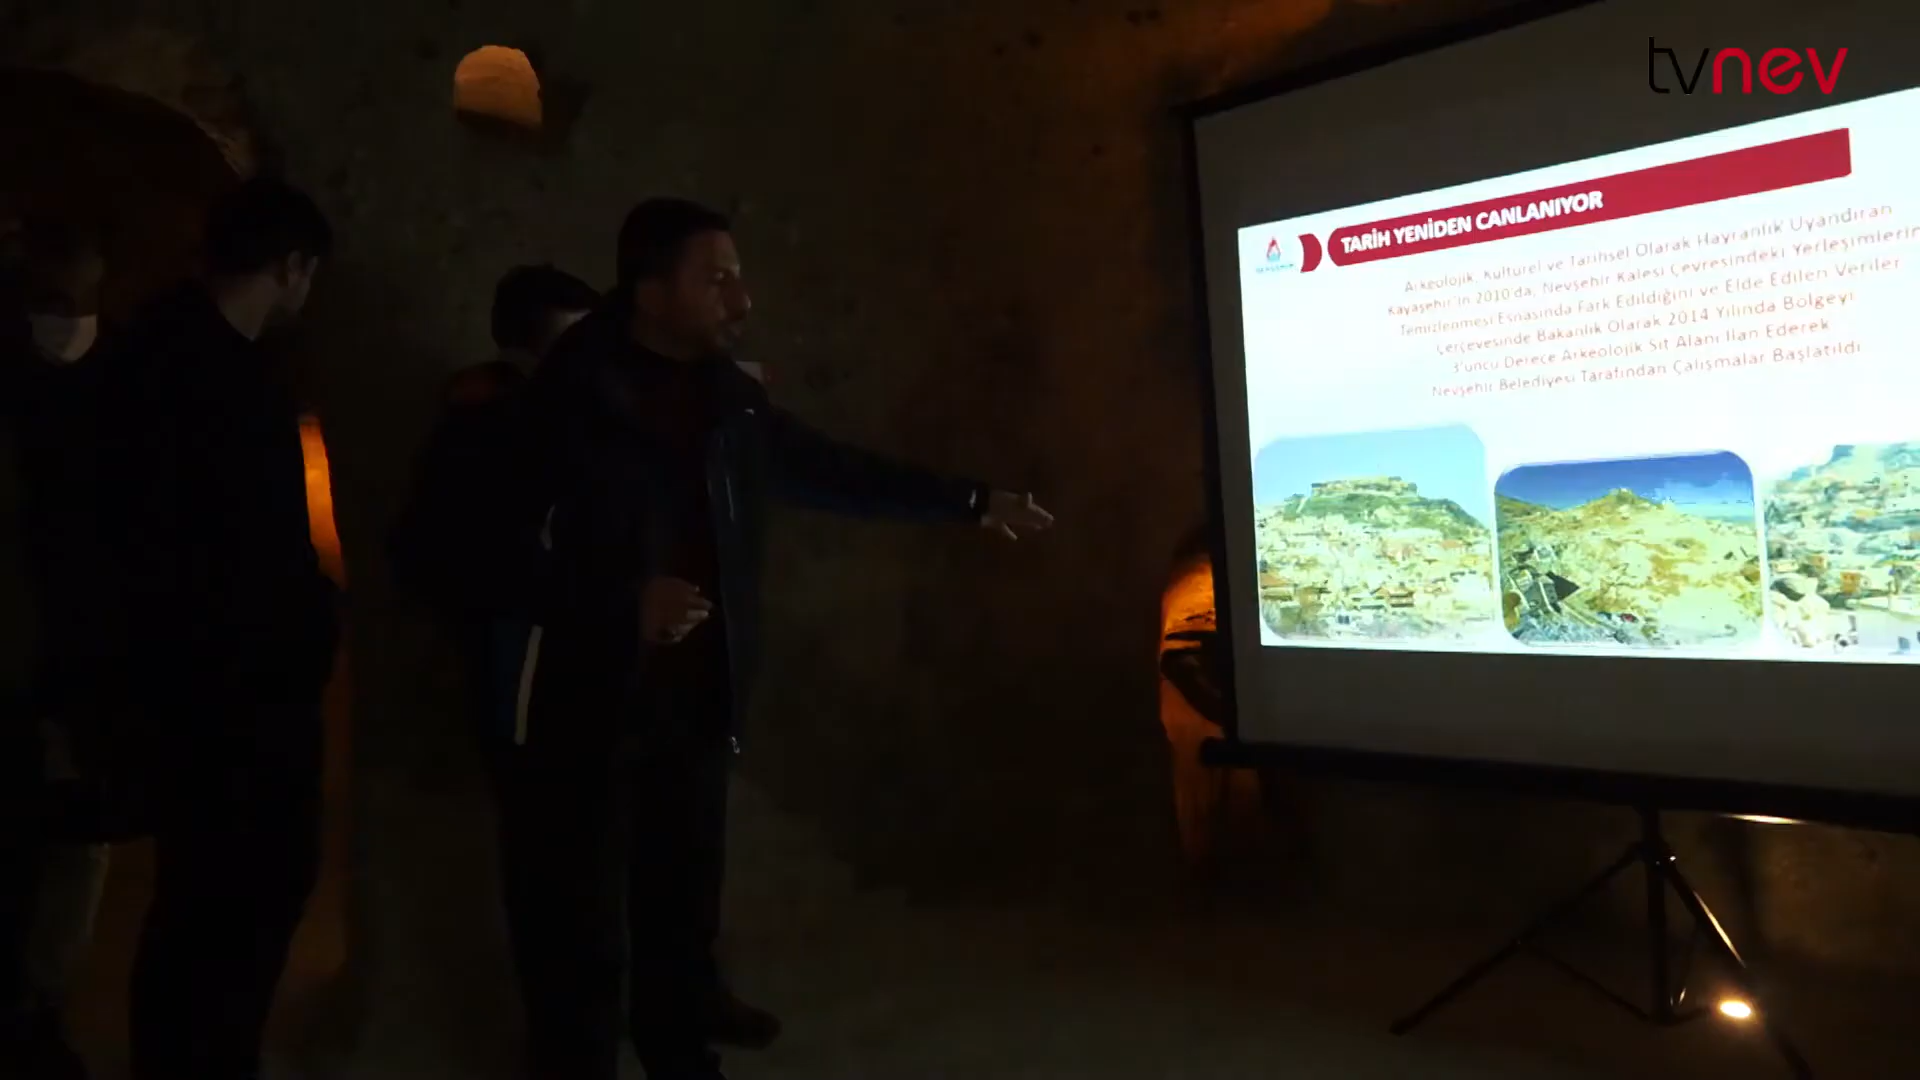 tvnev
TARİH YENİDEN CANLANIYOR
Arkeolojik, Kültürel ve Tarihsel Olarak Hayranlık Uyandıran
Kayaşehir'in 2010'da, Nevşehir Kalesi Çevresindeki Yerleşimlerin
Temizlenmesi Esnasında Fark Edildiğini ve Elde Edilen Veriler
Çerçevesinde Bakanlık Olarak 2014 Yılında Bölgeyi
3'üncü Derece Arkeolojik Sit Alanı İlan Ederek
Nevşehir Belediyesi Tarafından Çalışmalar Başlatıldı